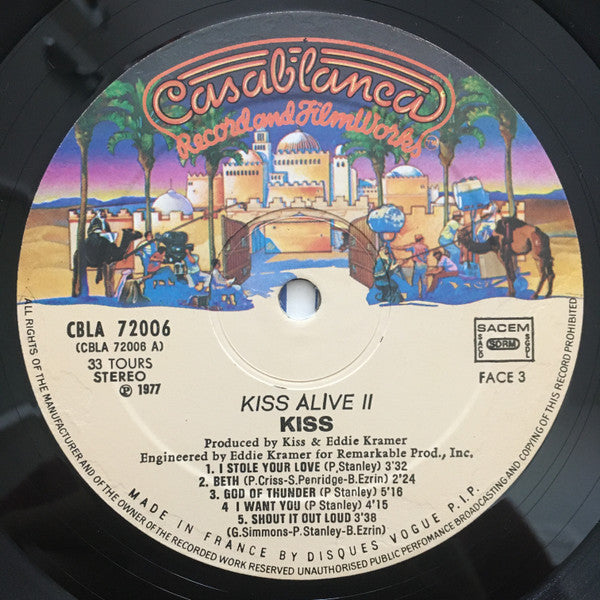 Casablanca
Record and FilmWorks
CBLA 72006
(CBLA 72006 A)
33 TOURS
STEREO
℗ 1977
SACEM
SACD SDRM SGDL
FACE 3
KISS ALIVE II
KISS
Produced by Kiss & Eddie Kramer
Engineered by Eddie Kramer for Remarkable Prod., Inc.
1. I STOLE YOUR LOVE (P,Stanley) 3'32
2. BETH (P.Criss-S.Penridge-B.Ezrin) 2'24
3. GOD OF THUNDER (P Stanley) 5'16
4 I WANT YOU (P Stanley) 4'15
5. SHOUT IT OUT LOUD 3'38
(G.Simmons-P. Stanley-B.Ezrin)
MADE IN FRANCE BY DISQUES VOGUE P.I.P.
ALL RIGHTS OF THE MANUFACTURER AND OF THE OWNER OF THE RECORDED WORK RESERVED UNAUTHORISED PUBLIC PERFOMANCE BROADCASTING AND COPYING OF THIS RECORD PROHIBITED